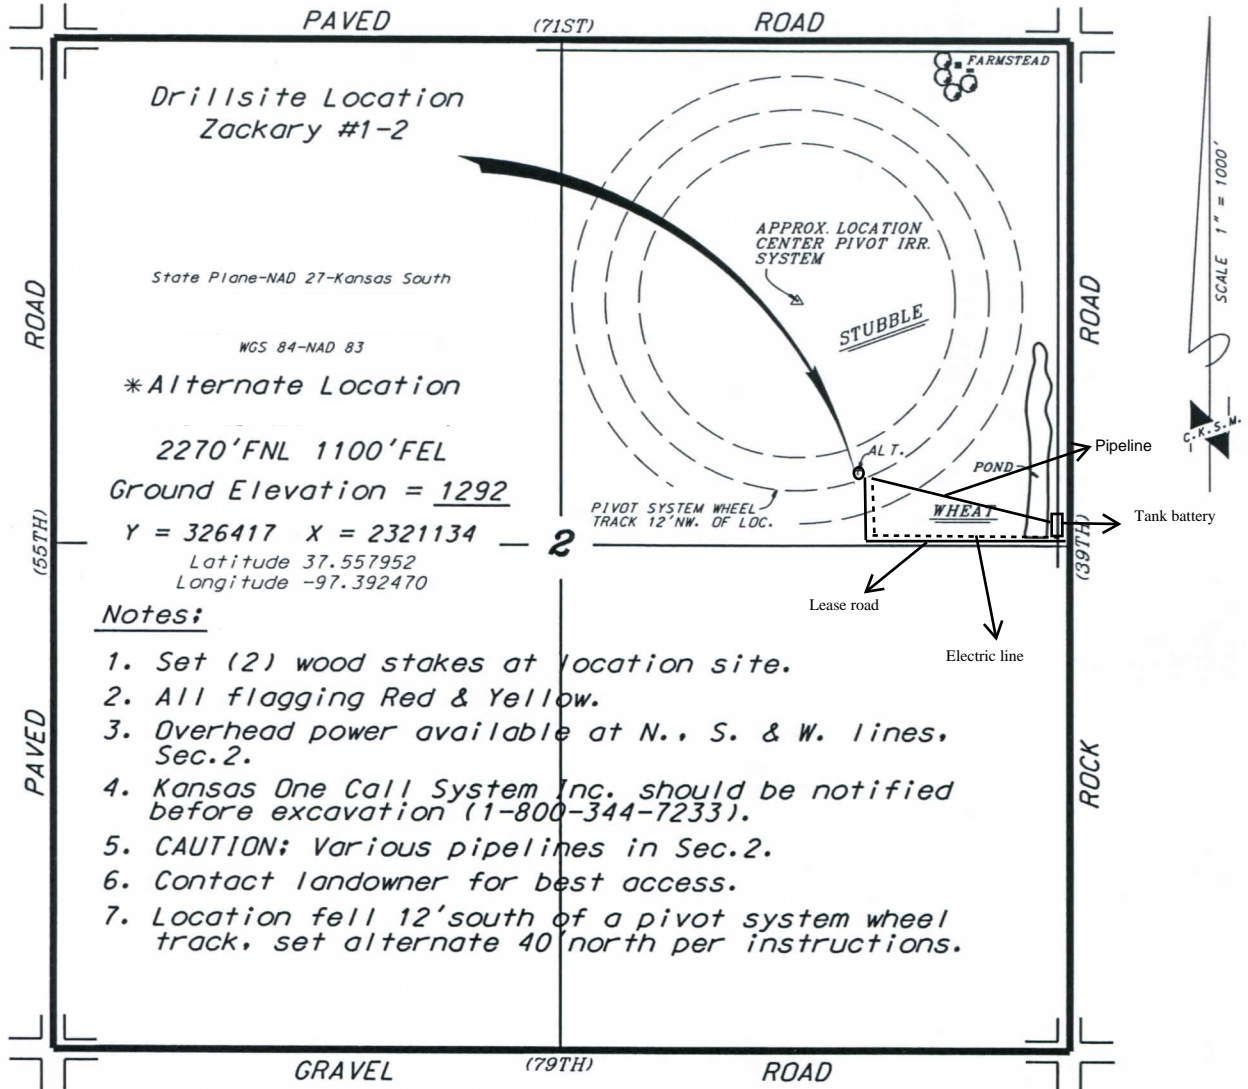 PAVED (71ST) ROAD
FARMSTEAD
Drillsite Location
Zackary #1-2
SCALE 1" = 1000'
APPROX. LOCATION
CENTER PIVOT IRR.
SYSTEM
State Plane-NAD 27-Kansas South
ROAD
ROAD
STUBBLE
WGS 84-NAD 83
*Alternate Location
C.K.S.M.
2270'FNL 1100'FEL
ALT.
Pipeline
POND
Ground Elevation = 1292
PIVOT SYSTEM WHEEL
TRACK 12'NW. OF LOC.
WHEAT
Tank battery
Y = 326417 X = 2321134
2
(55TH)
(39TH)
Latitude 37.557952
Longitude -97.392470
Lease road
Electric line
Notes:
1. Set (2) wood stakes at location site.
2. All flagging Red & Yellow.
3. Overhead power available at N., S. & W. lines,
Sec.2.
PAVED
ROCK
4. Kansas One Call System Inc. should be notified
before excavation (1-800-344-7233).
5. CAUTION: Various pipelines in Sec.2.
6. Contact landowner for best access.
7. Location fell 12'south of a pivot system wheel
track, set alternate 40'north per instructions.
GRAVEL (79TH) ROAD